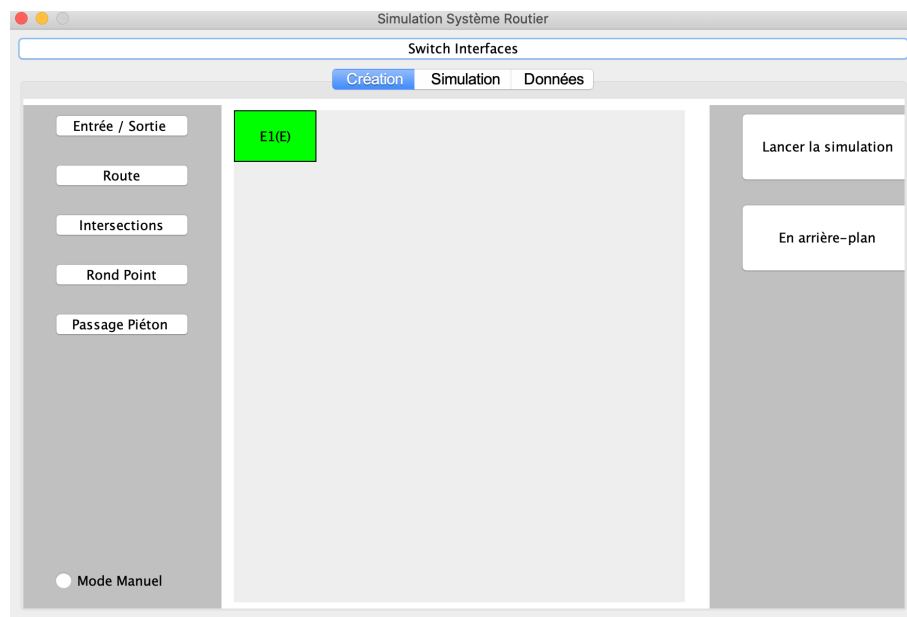 Simulation Système Routier
Switch Interfaces
Création Simulation Données
Entrée / Sortie
Route
Intersections
Rond Point
Passage Piéton
Mode Manuel
E1(E)
Lancer la simulation
En arrière-plan